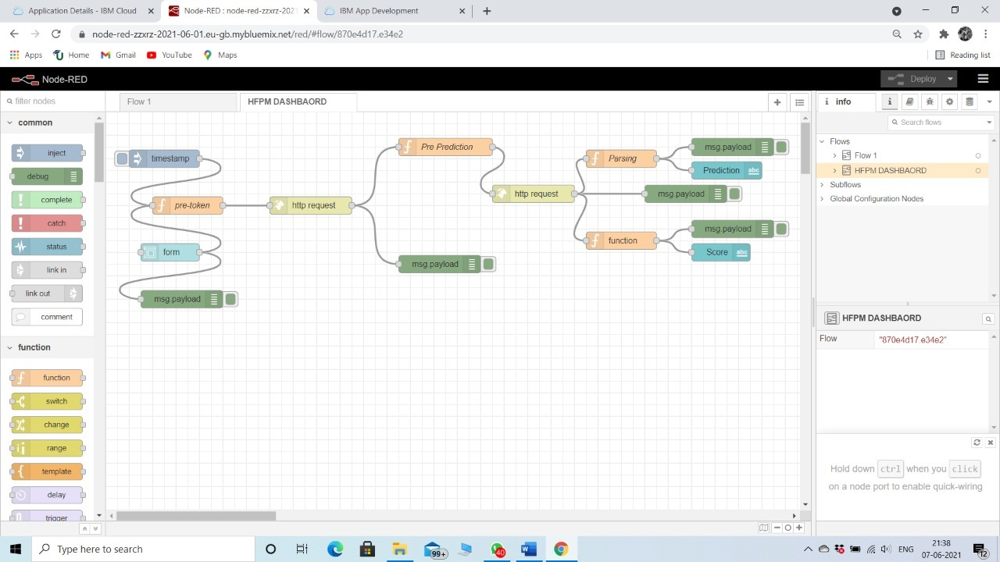 Application Details - IBM Cloud
Node-RED : node-red-zzxrz-2021
IBM App Development
node-red-zzxrz-2021-06-01.eu-gb.mybluemix.net/red/#flow/870e4d17.e34e2
Apps Home Gmail YouTube Maps Reading list
Node-RED Deploy
filter nodes
Flow 1 HFPM DASHBAORD
info
common
Search flows
inject
debug
complete
catch
status
link in
link out
comment
function
function
switch
change
range
template
delay
trigger
timestamp
pre-token
form
msg.payload
http request
Pre Prediction
msg.payload
http request
Parsing
msg.payload
Prediction abc
msg.payload
function
msg.payload
Score abc
Flows
Flow 1
HFPM DASHBAORD
Subflows
Global Configuration Nodes
HFPM DASHBAORD
Flow "870e4d17.e34e2"
Hold down ctrl when you click
on a node port to enable quick-wiring
Type here to search
99+
40
W
ENG
21:38
07-06-2021
12